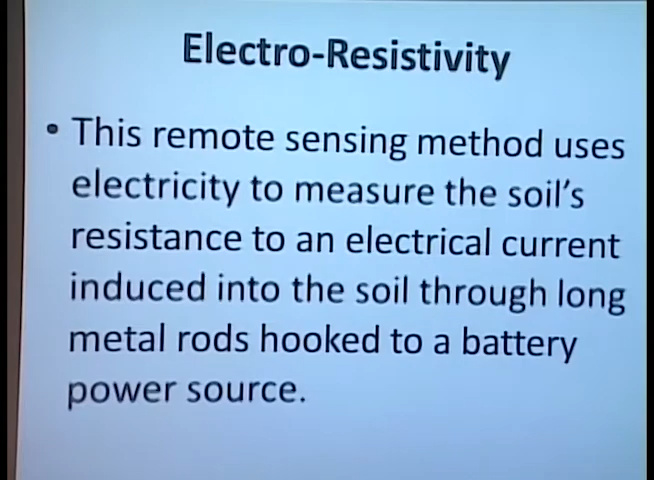 Electro-Resistivity
• This remote sensing method uses
electricity to measure the soil's
resistance to an electrical current
induced into the soil through long
metal rods hooked to a battery
power source.